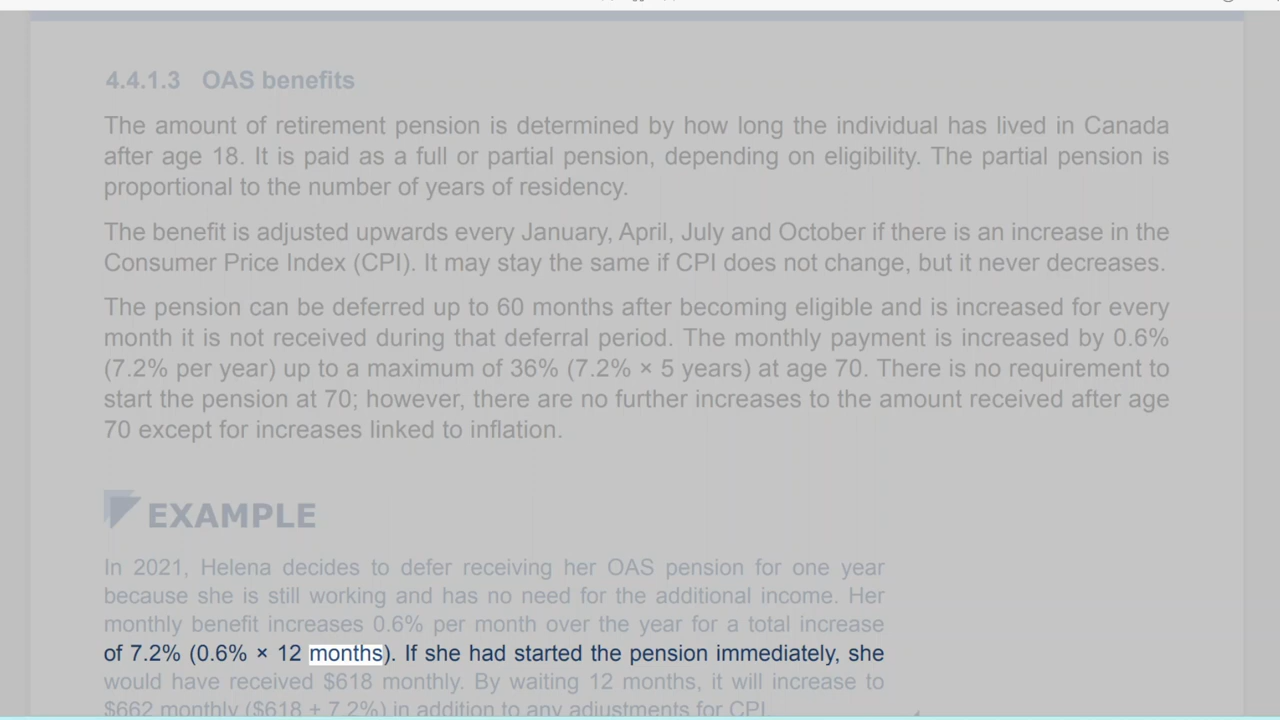 4.4.1.3 OAS benefits
The amount of retirement pension is determined by how long the individual has lived in Canada
after age 18. It is paid as a full or partial pension, depending on eligibility. The partial pension is
proportional to the number of years of residency.
The benefit is adjusted upwards every January, April, July and October if there is an increase in the
Consumer Price Index (CPI). It may stay the same if CPI does not change, but it never decreases.
The pension can be deferred up to 60 months after becoming eligible and is increased for every
month it is not received during that deferral period. The monthly payment is increased by 0.6%
(7.2% per year) up to a maximum of 36% (7.2% × 5 years) at age 70. There is no requirement to
start the pension at 70; however, there are no further increases to the amount received after age
70 except for increases linked to inflation.
EXAMPLE
In 2021, Helena decides to defer receiving her OAS pension for one year
because she is still working and has no need for the additional income. Her
monthly benefit increases 0.6% per month over the year for a total increase
of 7.2% (0.6% × 12 months). If she had started the pension immediately, she
would have received $618 monthly. By waiting 12 months, it will increase to
$662 monthly ($618 + 7.2%) in addition to any adjustments for CPI.